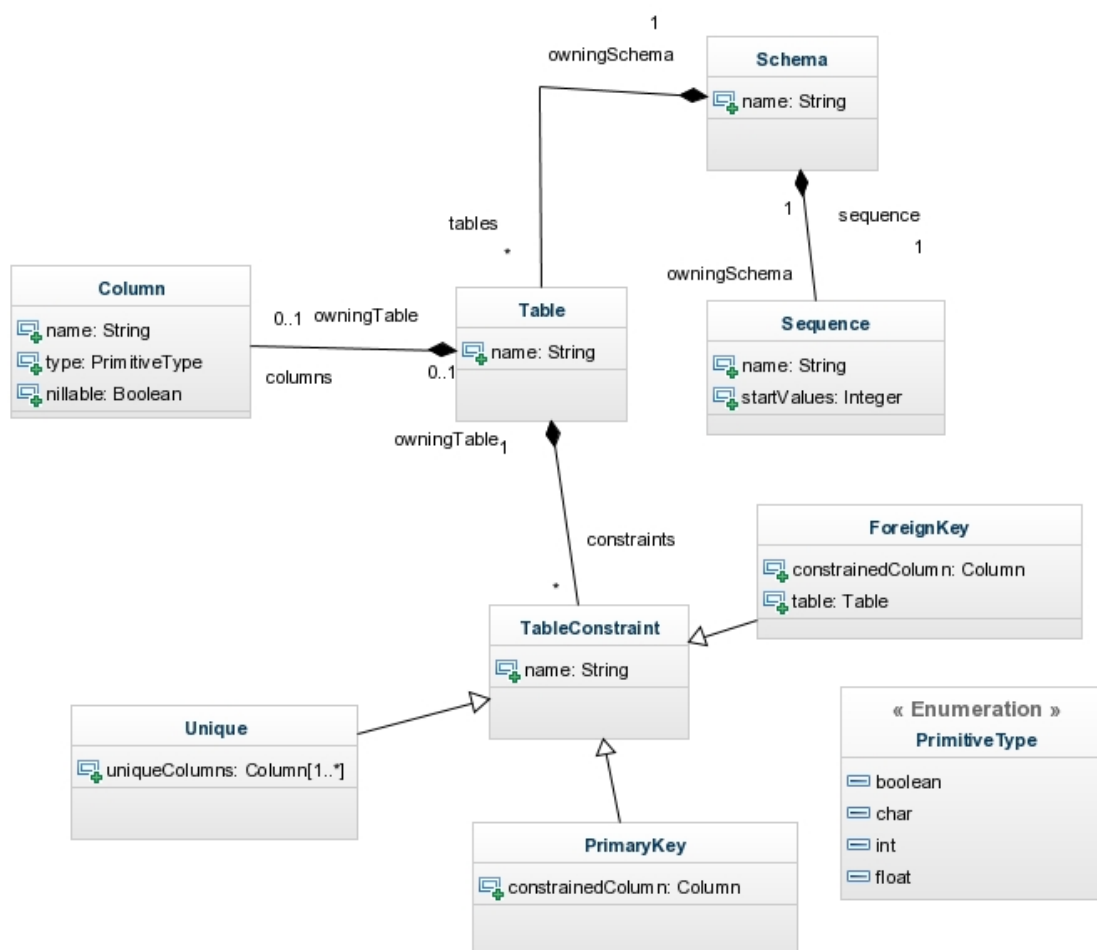 1
owningSchema
Schema
name: String
tables
*
1
sequence
1
owningSchema
Column
name: String
type: PrimitiveType
nillable: Boolean
0..1
owningTable
columns
0..1
Table
name: String
Sequence
name: String
startValues: Integer
owningTable
1
constraints
*
ForeignKey
constrainedColumn: Column
table: Table
TableConstraint
name: String
Unique
uniqueColumns: Column[1..*]
« Enumeration »
PrimitiveType
boolean
char
int
float
PrimaryKey
constrainedColumn: Column